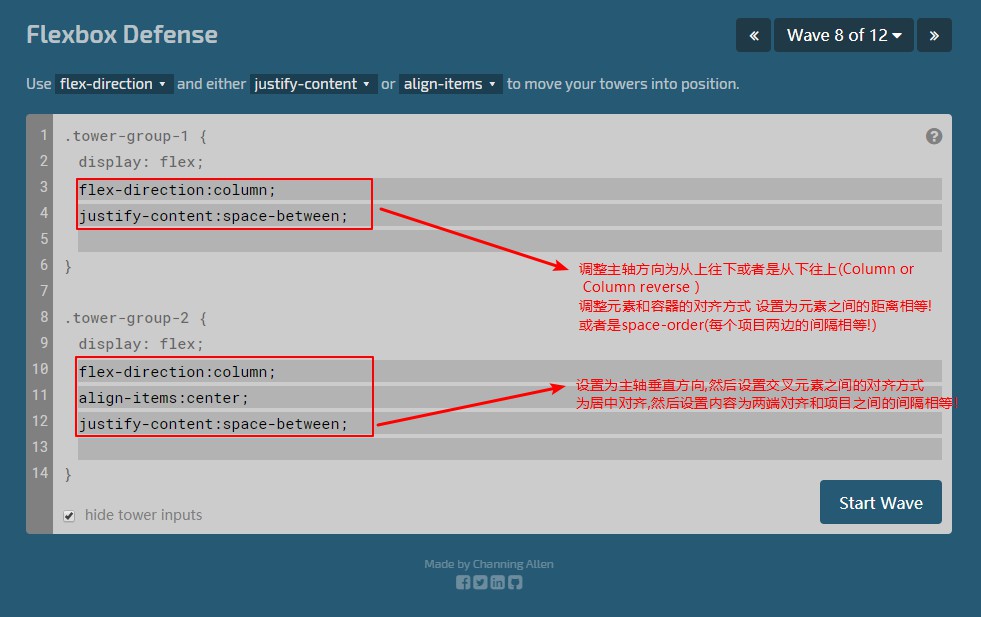 Flexbox Defense
« Wave 8 of 12 »
Use flex-direction and either justify-content or align-items to move your towers into position.
1 .tower-group-1 {
2 display: flex;
3 flex-direction:column;
4 justify-content:space-between;
5
6 }
调整主轴方向为从上往下或者是从下往上(Column or
Column reverse )
调整元素和容器的对齐方式 设置为元素之间的距离相等!
或者是space-order(每个项目两边的间隔相等!)
7
8 .tower-group-2 {
9 display: flex;
10 flex-direction:column;
11 align-items:center;
12 justify-content:space-between;
13
14 }
设置为主轴垂直方向,然后设置交叉元素之间的对齐方式
为居中对齐,然后设置内容为两端对齐和项目之间的间隔相等!
hide tower inputs
Start Wave
Made by Channing Allen